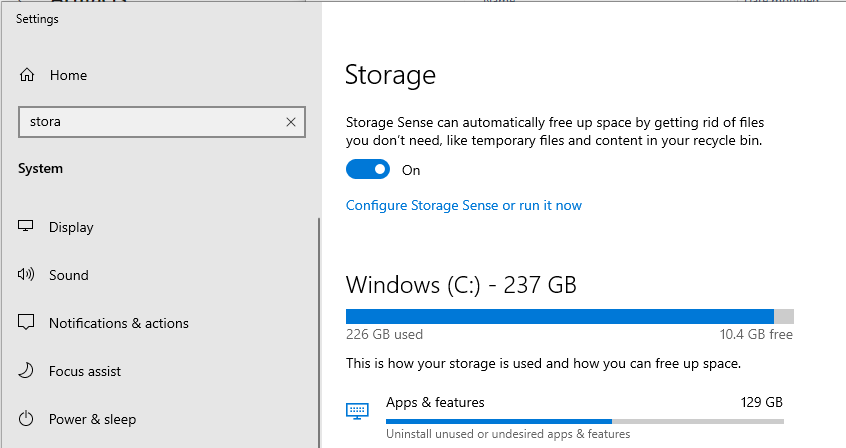 Settings
Home
stora
System
Display
Sound
Notifications & actions
Focus assist
Power & sleep
Storage
Storage Sense can automatically free up space by getting rid of files
you don't need, like temporary files and content in your recycle bin.
On
Configure Storage Sense or run it now
Windows (C:) - 237 GB
226 GB used
10.4 GB free
This is how your storage is used and how you can free up space.
Apps & features
129 GB
Uninstall unused or undesired apps & features